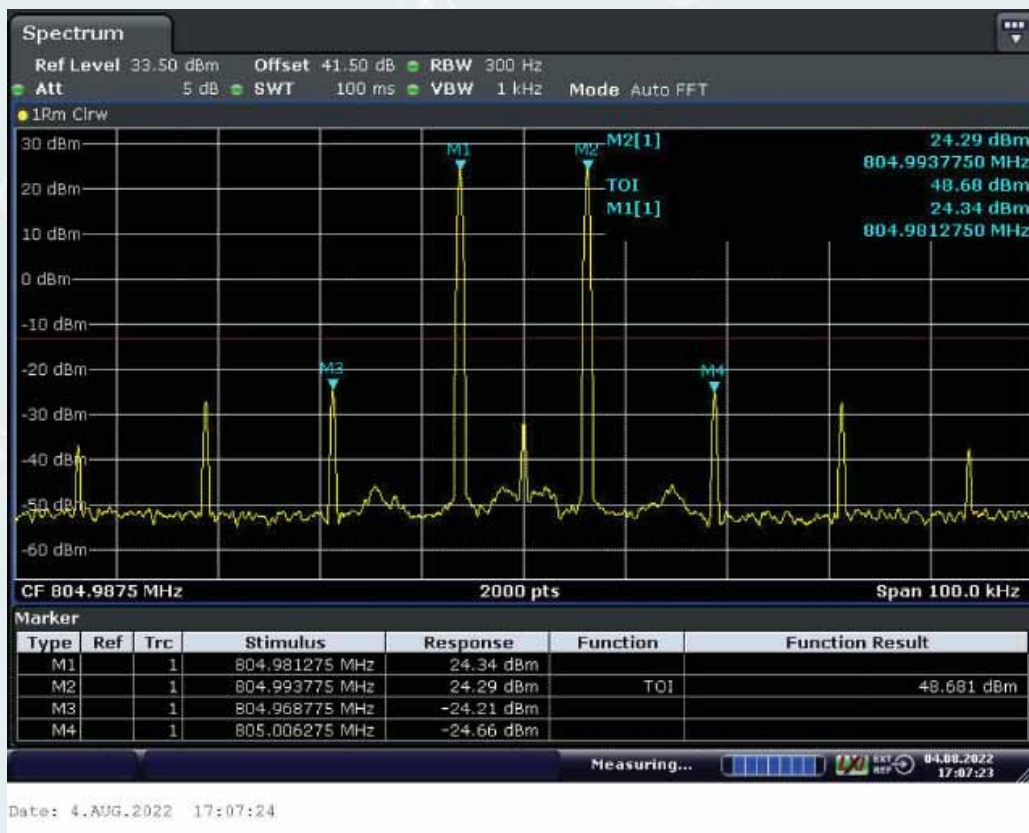 Spectrum
Ref Level 33.50 dBm Offset 41.50 dB RBW 300 Hz
Att 5 dB SWT 100 ms VBW 1 kHz Mode Auto FFT
1Rm Clrw
30 dBm
20 dBm
10 dBm
0 dBm
-10 dBm
-20 dBm
-30 dBm
-40 dBm
-50 dBm
-60 dBm
M1
M2
M3
M4
M2[1] 24.29 dBm
804.9937750 MHz
TOI 48.68 dBm
M1[1] 24.34 dBm
804.9812750 MHz
CF 804.9875 MHz 2000 pts Span 100.0 kHz
Marker
Type Ref Trc Stimulus Response Function Function Result
M1 1 804.981275 MHz 24.34 dBm
M2 1 804.993775 MHz 24.29 dBm TOI 48.681 dBm
M3 1 804.968775 MHz -24.21 dBm
M4 1 805.006275 MHz -24.66 dBm
Measuring... LXI EXT REF 04.08.2022
17:07:23
Date: 4.AUG.2022 17:07:24